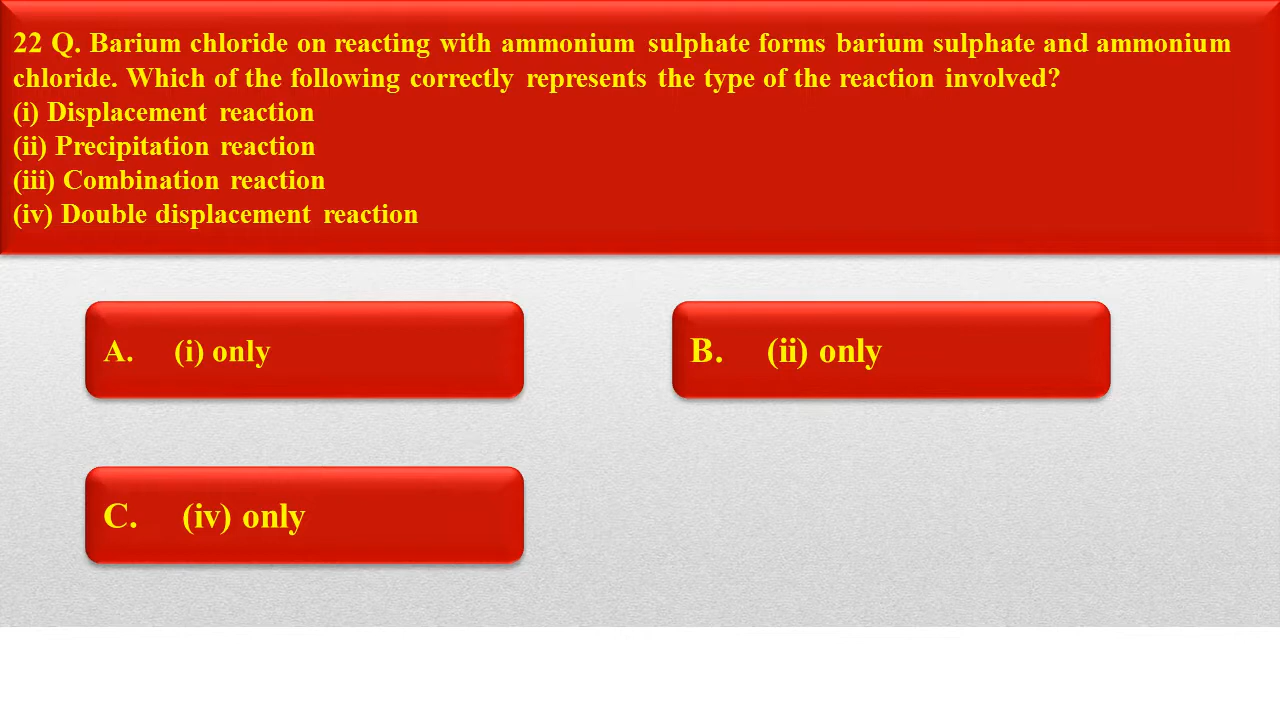 22 Q. Barium chloride on reacting with ammonium sulphate forms barium sulphate and ammonium
chloride. Which of the following correctly represents the type of the reaction involved?
(i) Displacement reaction
(ii) Precipitation reaction
(iii) Combination reaction
(iv) Double displacement reaction
A. (i) only
B. (ii) only
C. (iv) only